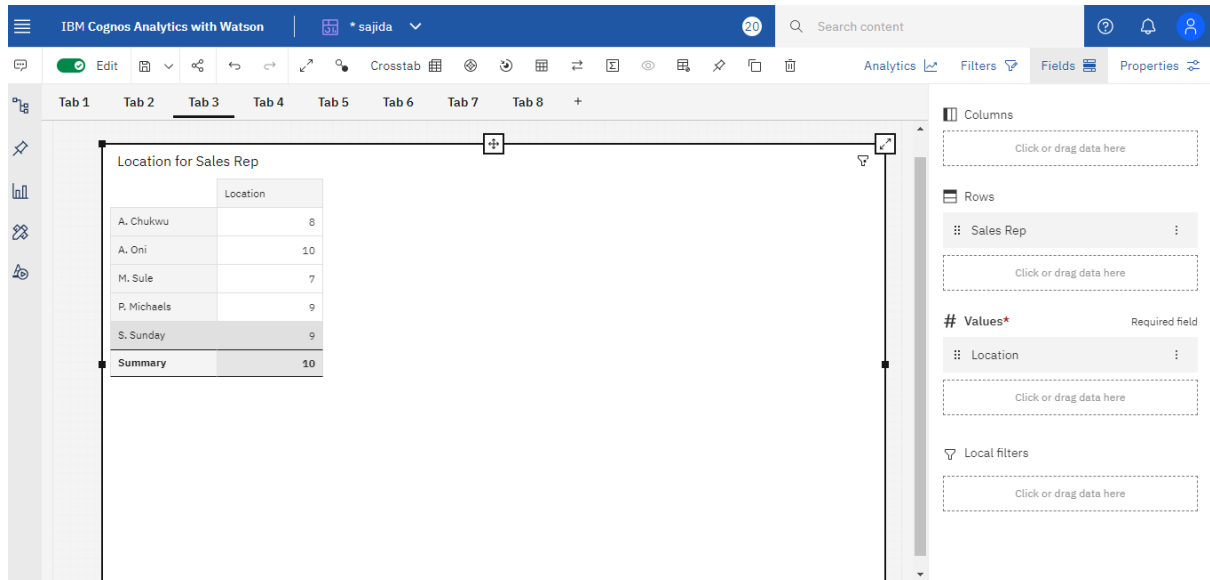 IBM Cognos Analytics with Watson
* sajida
20
Search content
Edit
Crosstab
Analytics
Filters
Fields
Properties
Tab 1
Tab 2
Tab 3
Tab 4
Tab 5
Tab 6
Tab 7
Tab 8
+
Location for Sales Rep
Location
A. Chukwu 8
A. Oni 10
M. Sule 7
P. Michaels 9
S. Sunday 9
Summary 10
Columns
Click or drag data here
Rows
Sales Rep
Click or drag data here
# Values* Required field
Location
Click or drag data here
Local filters
Click or drag data here